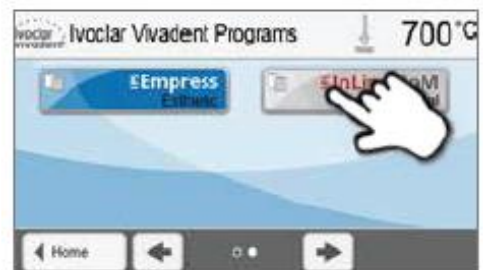 ivoclar vivadent Ivoclar Vivadent Programs 700°C
Empress
Esthetic
Home